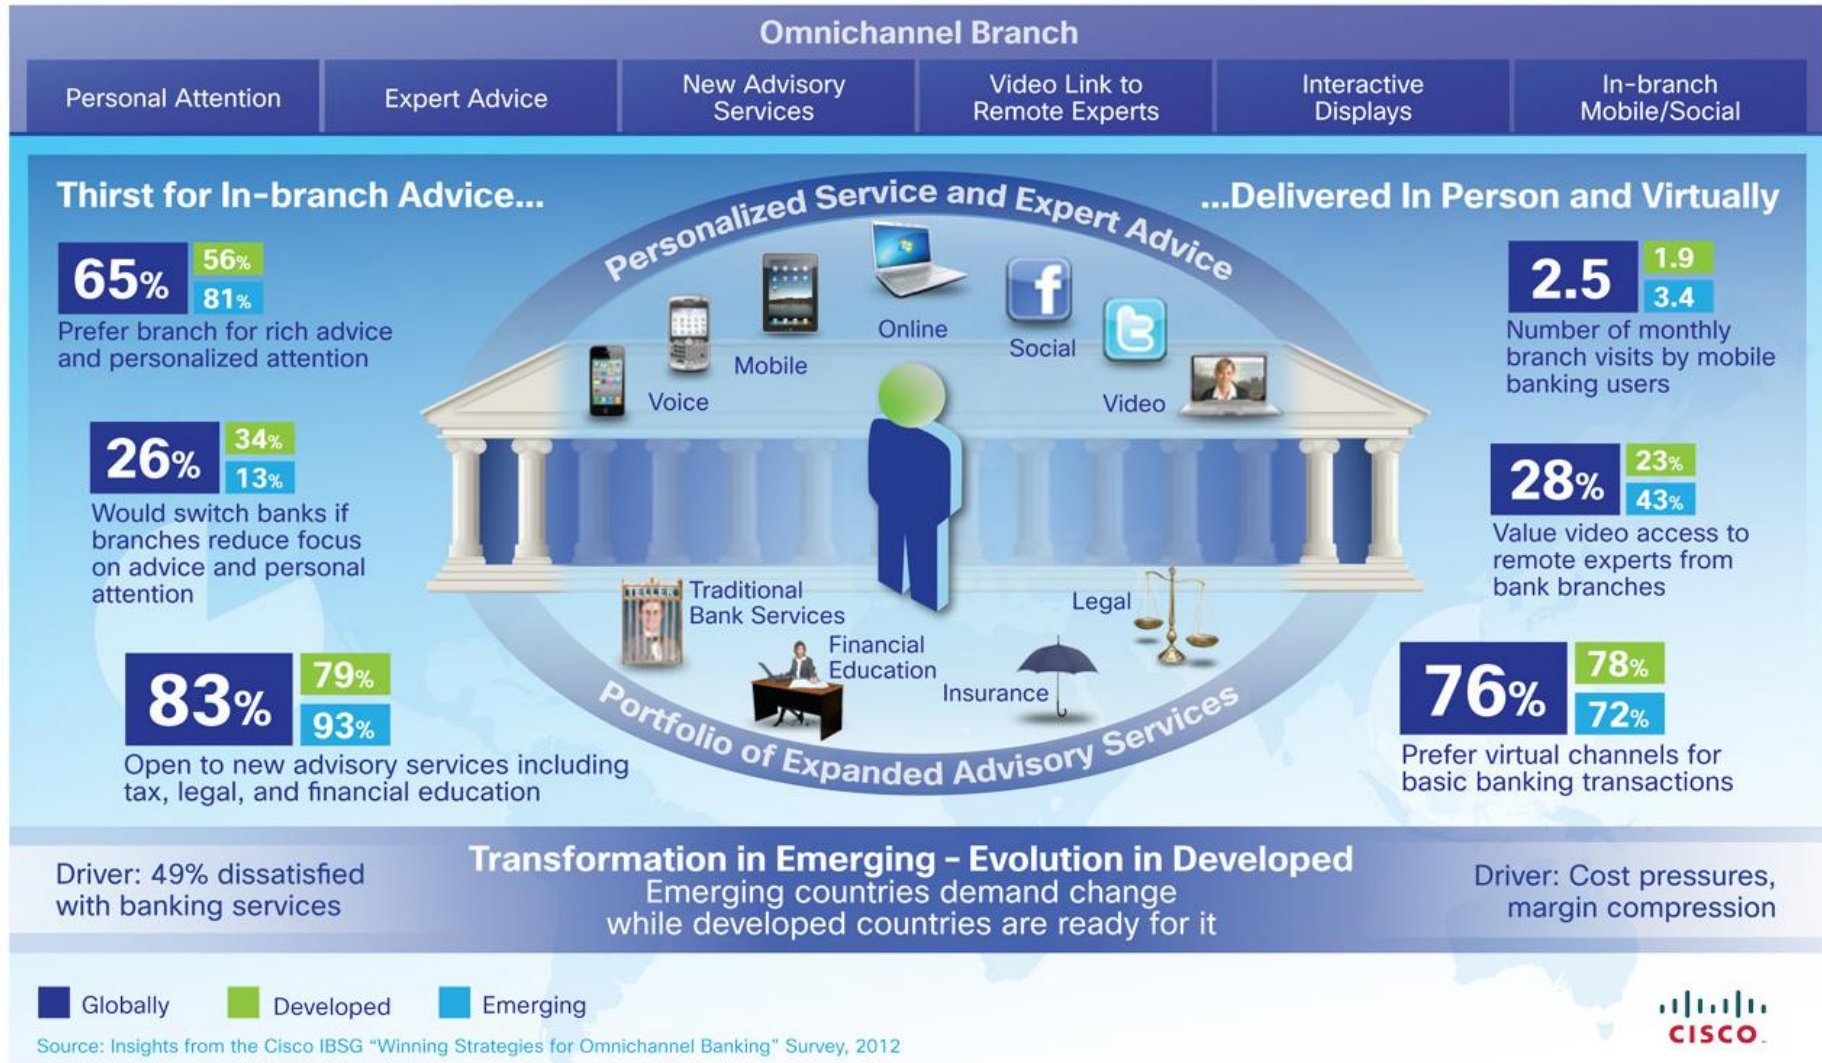 Omnichannel Branch
Personal Attention
Expert Advice
New Advisory
Services
Video Link to
Remote Experts
Interactive
Displays
In-branch
Mobile/Social
Thirst for In-branch Advice...
65%
56%
81%
Prefer branch for rich advice
and personalized attention
26%
34%
13%
Would switch banks if
branches reduce focus
on advice and personal
attention
83%
79%
93%
Open to new advisory services including
tax, legal, and financial education
Personalized Service and Expert Advice
Voice
Mobile
Online
Social
Video
TELLER
Traditional
Bank Services
Financial
Education
Insurance
Legal
Portfolio of Expanded Advisory Services
...Delivered In Person and Virtually
2.5
1.9
3.4
Number of monthly
branch visits by mobile
banking users
28%
23%
43%
Value video access to
remote experts from
bank branches
76%
78%
72%
Prefer virtual channels for
basic banking transactions
Driver: 49% dissatisfied
with banking services
Transformation in Emerging – Evolution in Developed
Emerging countries demand change
while developed countries are ready for it
Driver: Cost pressures,
margin compression
Globally
Developed
Emerging
Source: Insights from the Cisco IBSG “Winning Strategies for Omnichannel Banking” Survey, 2012
CISCO